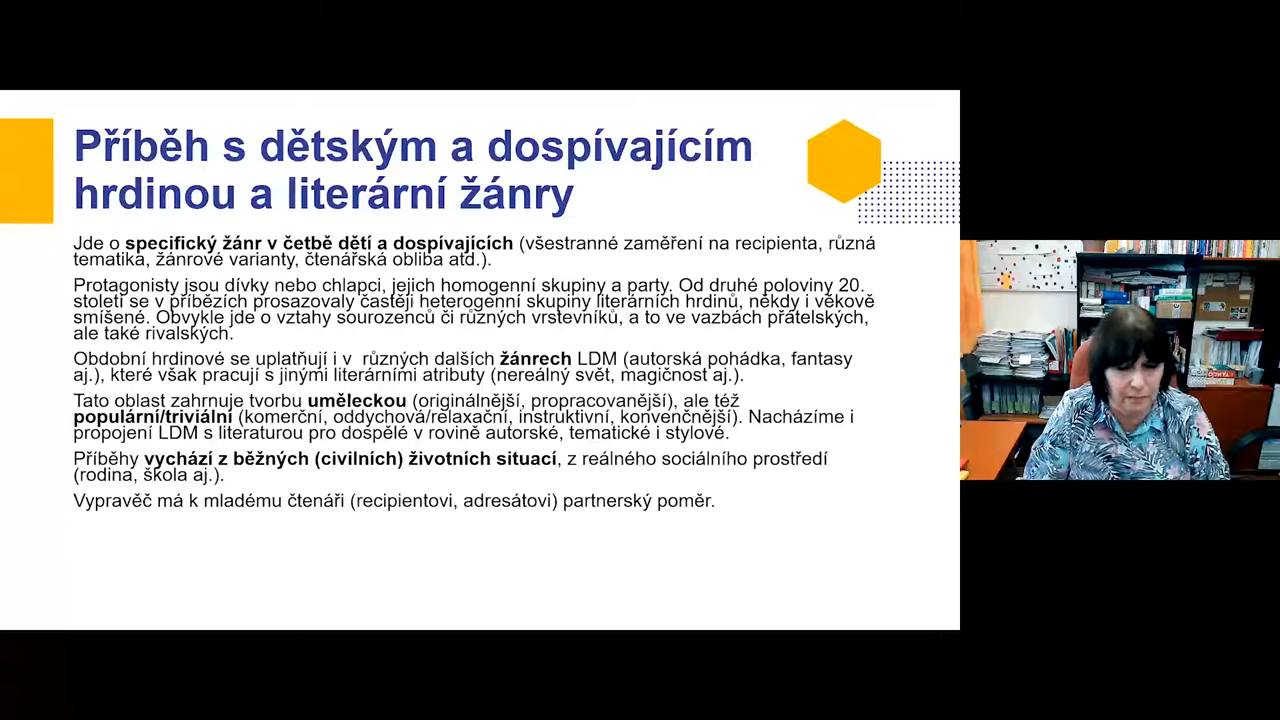 Příběh s dětským a dospívajícím
hrdinou a literární žánry
Jde o specifický žánr v četbě dětí a dospívajících (všestranné zaměření na recipienta, různá
tematika, žánrové varianty, čtenářská obliba atd.).
Protagonisty jsou dívky nebo chlapci, jejich homogenní skupiny a party. Od druhé poloviny 20.
století se v příbězích prosazovaly častěji heterogenní skupiny literárních hrdinů, někdy i věkově
smíšené. Obvykle jde o vztahy sourozenců či různých vrstevníků, a to ve vazbách přátelských,
ale také rivalských.
Obdobní hrdinové se uplatňují i v různých dalších žánrech LDM (autorská pohádka, fantasy
aj.), které však pracují s jinými literárními atributy (nereálný svět, magičnost aj.).
Tato oblast zahrnuje tvorbu uměleckou (originálnější, propracovanější), ale též
populární/triviální (komerční, oddychová/relaxační, instruktivní, konvenčnější). Nacházíme i
propojení LDM s literaturou pro dospělé v rovině autorské, tematické i stylové.
Příběhy vychází z běžných (civilních) životních situací, z reálného sociálního prostředí
(rodina, škola aj.).
Vypravěč má k mladému čtenáři (recipientovi, adresátovi) partnerský poměr.